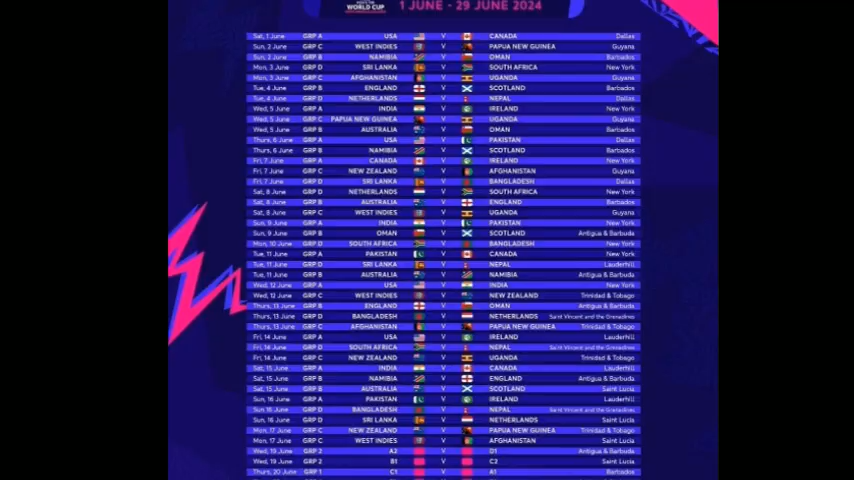 WORLD CUP
1 JUNE - 29 JUNE 2024
Sat, 1 June GRP A USA V CANADA Dallas
Sun, 2 June GRP C WEST INDIES V PAPUA NEW GUINEA Guyana
Sun, 2 June GRP B NAMIBIA V OMAN Barbados
Mon, 3 June GRP D SRI LANKA V SOUTH AFRICA New York
Mon, 3 June GRP C AFGHANISTAN V UGANDA Guyana
Tue, 4 June GRP B ENGLAND V SCOTLAND Barbados
Tue, 4 June GRP D NETHERLANDS V NEPAL Dallas
Wed, 5 June GRP A INDIA V IRELAND New York
Wed, 5 June GRP C PAPUA NEW GUINEA V UGANDA Guyana
Wed, 5 June GRP B AUSTRALIA V OMAN Barbados
Thurs, 6 June GRP A USA V PAKISTAN Dallas
Thurs, 6 June GRP B NAMIBIA V SCOTLAND Barbados
Fri, 7 June GRP A CANADA V IRELAND New York
Fri, 7 June GRP C NEW ZEALAND V AFGHANISTAN Guyana
Fri, 7 June GRP D SRI LANKA V BANGLADESH Dallas
Sat, 8 June GRP D NETHERLANDS V SOUTH AFRICA New York
Sat, 8 June GRP B AUSTRALIA V ENGLAND Barbados
Sat, 8 June GRP C WEST INDIES V UGANDA Guyana
Sun, 9 June GRP A INDIA V PAKISTAN New York
Sun, 9 June GRP B OMAN V SCOTLAND Antigua & Barbuda
Mon, 10 June GRP D SOUTH AFRICA V BANGLADESH New York
Tue, 11 June GRP A PAKISTAN V CANADA New York
Tue, 11 June GRP D SRI LANKA V NEPAL Lauderhill
Tue, 11 June GRP B AUSTRALIA V NAMIBIA Antigua & Barbuda
Wed, 12 June GRP A USA V INDIA New York
Wed, 12 June GRP C WEST INDIES V NEW ZEALAND Trinidad & Tobago
Thurs, 13 June GRP B ENGLAND V OMAN Antigua & Barbuda
Thurs, 13 June GRP D BANGLADESH V NETHERLANDS Saint Vincent and the Grenadines
Thurs, 13 June GRP C AFGHANISTAN V PAPUA NEW GUINEA Trinidad & Tobago
Fri, 14 June GRP A USA V IRELAND Lauderhill
Fri, 14 June GRP D SOUTH AFRICA V NEPAL Saint Vincent and the Grenadines
Fri, 14 June GRP C NEW ZEALAND V UGANDA Trinidad & Tobago
Sat, 15 June GRP A INDIA V CANADA Lauderhill
Sat, 15 June GRP B NAMIBIA V ENGLAND Antigua & Barbuda
Sat, 15 June GRP B AUSTRALIA V SCOTLAND Saint Lucia
Sun, 16 June GRP A PAKISTAN V IRELAND Lauderhill
Sun, 16 June GRP D BANGLADESH V NEPAL Saint Vincent and the Grenadines
Sun, 16 June GRP D SRI LANKA V NETHERLANDS Saint Lucia
Mon, 17 June GRP C NEW ZEALAND V PAPUA NEW GUINEA Trinidad & Tobago
Mon, 17 June GRP C WEST INDIES V AFGHANISTAN Saint Lucia
Wed, 19 June GRP 2 A2 V D1 Antigua & Barbuda
Wed, 19 June GRP 2 B1 V C2 Saint Lucia
Thurs, 20 June GRP 1 C1 V A1 Barbados